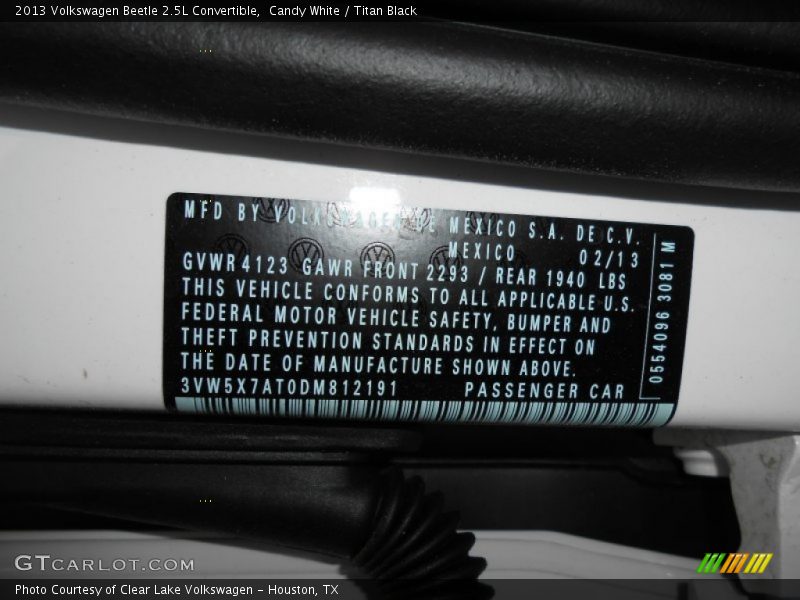 2013 Volkswagen Beetle 2.5L Convertible, Candy White / Titan Black
MFD BY VOLKSWAGEN DE MEXICO S.A. DE C.V.
MEXICO 02/13
GVWR4123 GAWR FRONT 2293 / REAR 1940 LBS
THIS VEHICLE CONFORMS TO ALL APPLICABLE U.S.
FEDERAL MOTOR VEHICLE SAFETY, BUMPER AND
THEFT PREVENTION STANDARDS IN EFFECT ON
THE DATE OF MANUFACTURE SHOWN ABOVE.
3VW5X7AT0DM812191 PASSENGER CAR
0554096 3081 M
GTCARLOT.COM
Photo Courtesy of Clear Lake Volkswagen - Houston, TX